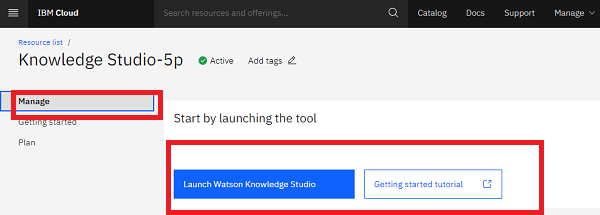 IBM Cloud Search resources and offerings... Catalog Docs Support Manage
Resource list /
Knowledge Studio-5p Active Add tags
Manage
Getting started
Plan
Start by launching the tool
Launch Watson Knowledge Studio Getting started tutorial